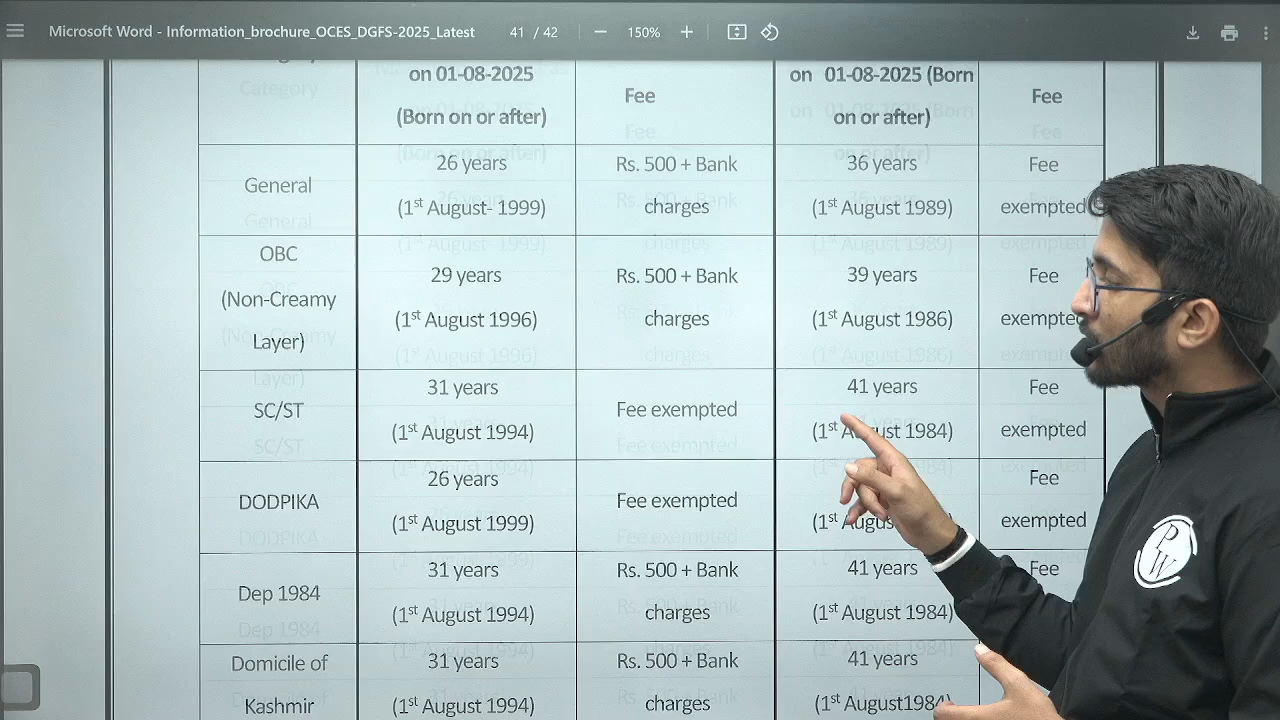 Microsoft Word - Information_brochure_OCES_DGFS-2025_Latest 41 / 42 150%
on 01-08-2025
(Born on or after)
Fee
on 01-08-2025 (Born
on or after)
Fee
General
26 years
(1st August- 1999)
Rs. 500 + Bank
charges
36 years
(1st August 1989)
Fee
exempted
OBC
(Non-Creamy
Layer)
29 years
(1st August 1996)
Rs. 500 + Bank
charges
39 years
(1st August 1986)
Fee
exempted
SC/ST
31 years
(1st August 1994)
Fee exempted
41 years
(1st August 1984)
Fee
exempted
DODPIKA
26 years
(1st August 1999)
Fee exempted
Fee
exempted
Dep 1984
31 years
(1st August 1994)
Rs. 500 + Bank
charges
41 years
(1st August 1984)
Fee
Domicile of
Kashmir
31 years
(1st August 1994)
Rs. 500 + Bank
charges
41 years
(1st August1984)
PW